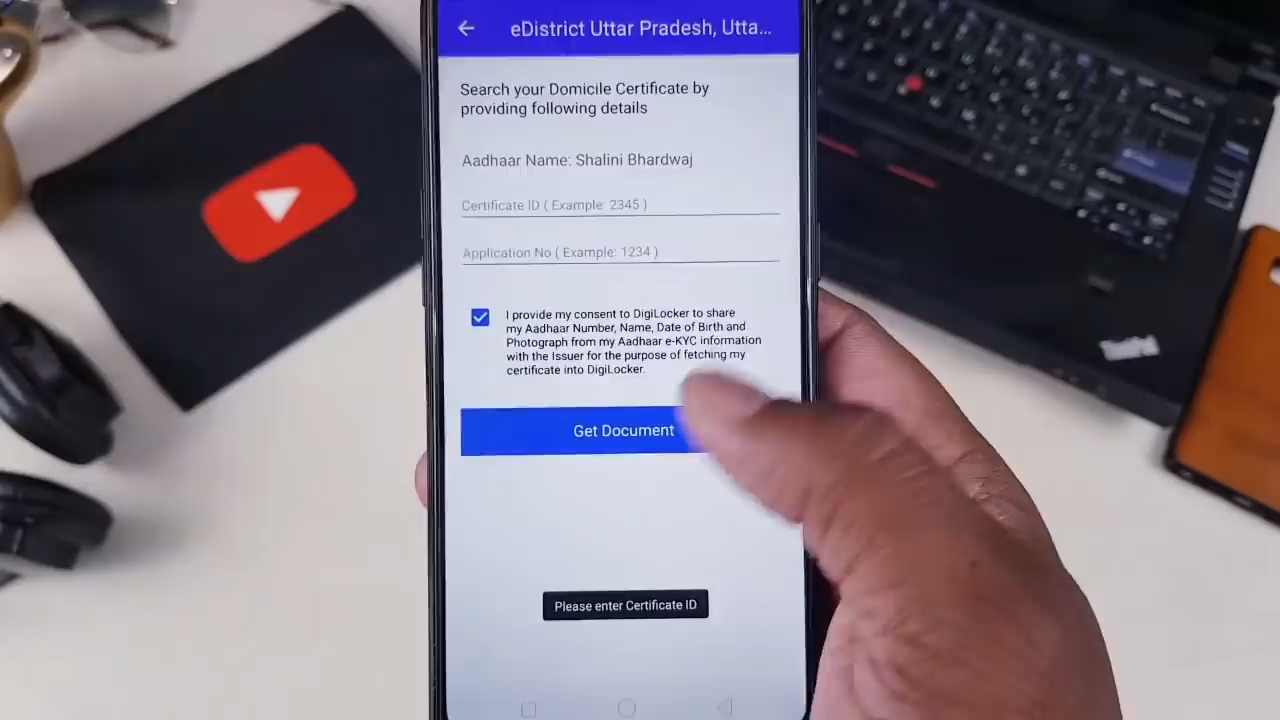 eDistrict Uttar Pradesh, Utta...
Search your Domicile Certificate by
providing following details
Aadhaar Name: Shalini Bhardwaj
Certificate ID ( Example: 2345 )
Application No ( Example: 1234 )
I provide my consent to DigiLocker to share
my Aadhaar Number, Name, Date of Birth and
Photograph from my Aadhaar e-KYC information
with the Issuer for the purpose of fetching my
certificate into DigiLocker.
Get Document
Please enter Certificate ID